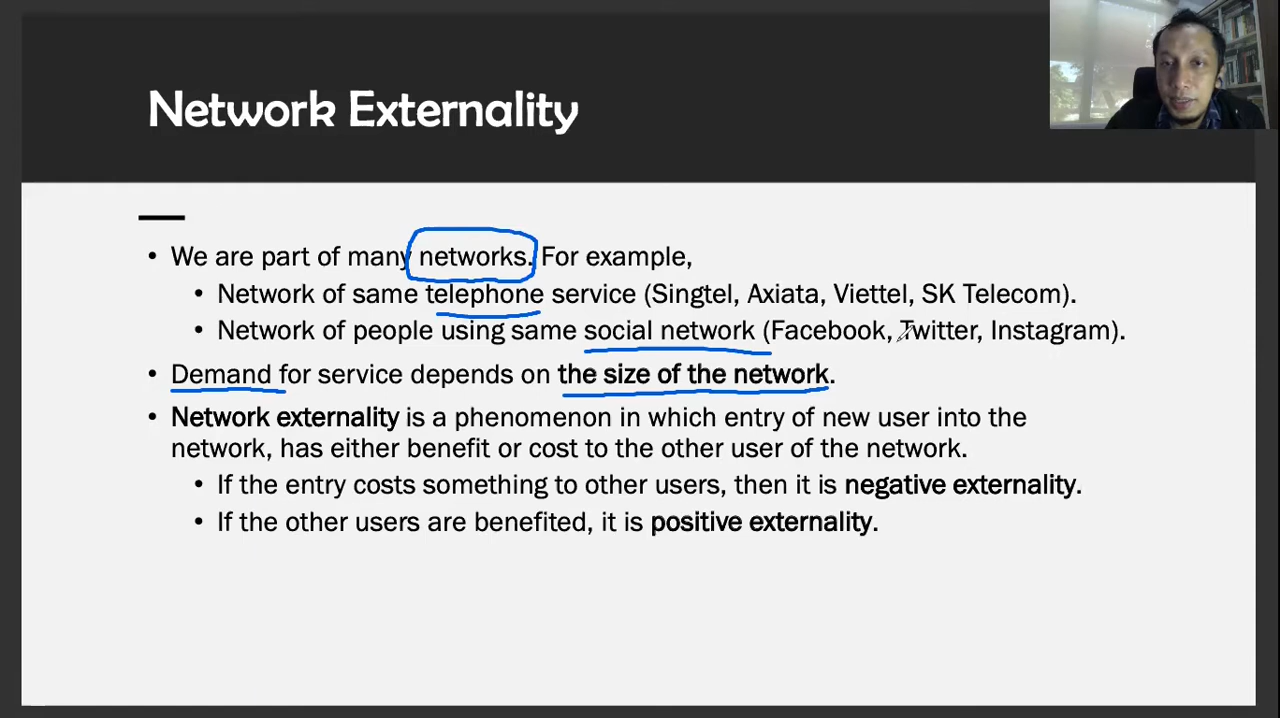 Network Externality
• We are part of many networks. For example,
• Network of same telephone service (Singtel, Axiata, Viettel, SK Telecom).
• Network of people using same social network (Facebook, Twitter, Instagram).
• Demand for service depends on the size of the network.
• Network externality is a phenomenon in which entry of new user into the
network, has either benefit or cost to the other user of the network.
• If the entry costs something to other users, then it is negative externality.
• If the other users are benefited, it is positive externality.